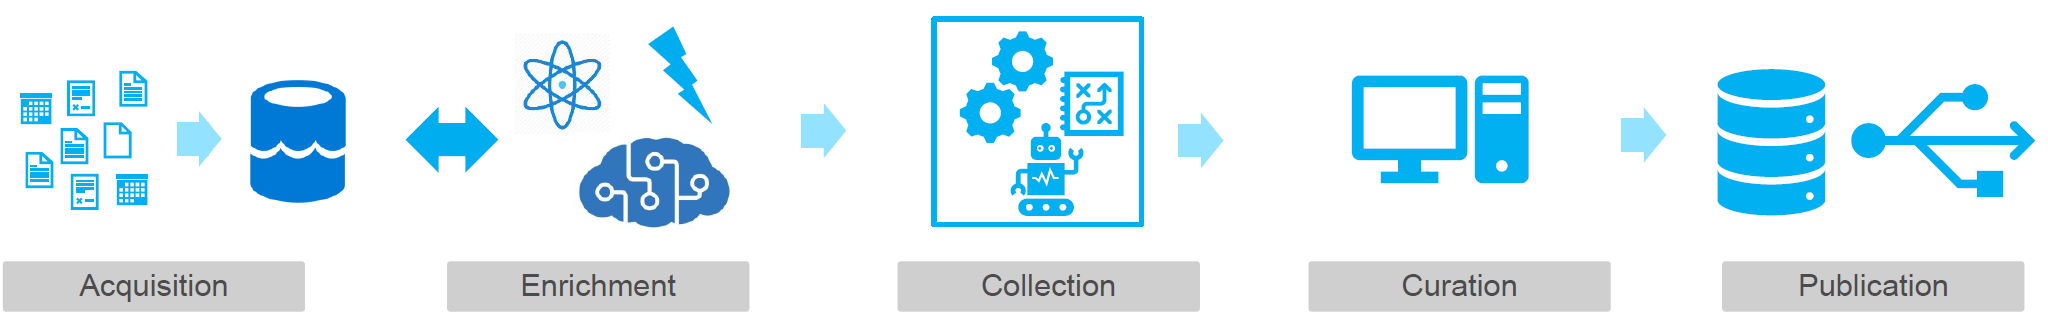 Acquisition
Enrichment
Collection
Curation
Publication